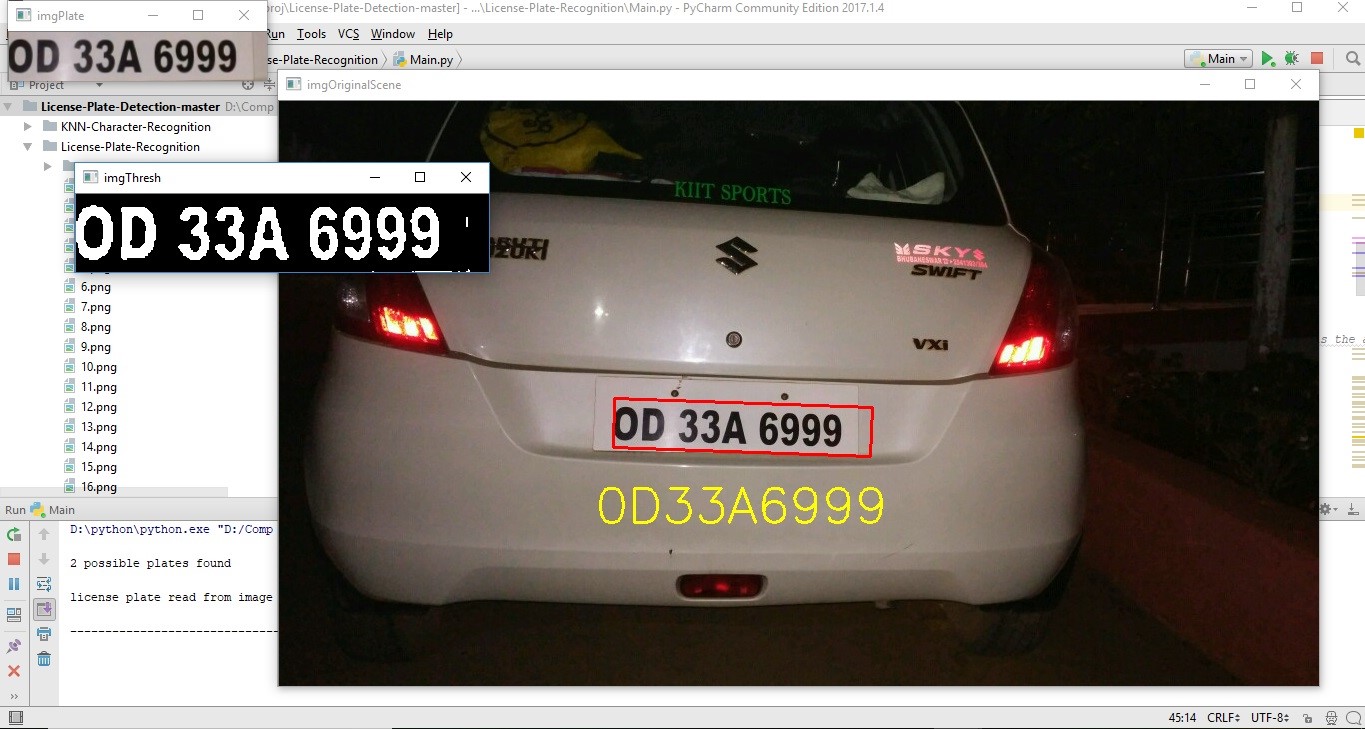 imgPlate
proj\License-Plate-Detection-master] - ...\License-Plate-Recognition\Main.py - PyCharm Community Edition 2017.1.4
OD 33A 6999
Run Tools VCS Window Help
se-Plate-Recognition Main.py
Main
Project
imgOriginalScene
License-Plate-Detection-master D:\Comp
KNN-Character-Recognition
License-Plate-Recognition
imgThresh
OD 33A 6999
6.png
7.png
8.png
9.png
10.png
11.png
12.png
13.png
14.png
15.png
16.png
KIIT SPORTS
SKY
SWIFT
VXi
OD 33A 6999
0D33A6999
s the a
Run Main
D:\python\python.exe "D:/Comp
2 possible plates found
license plate read from image
--------------------------------
45:14 CRLF UTF-8